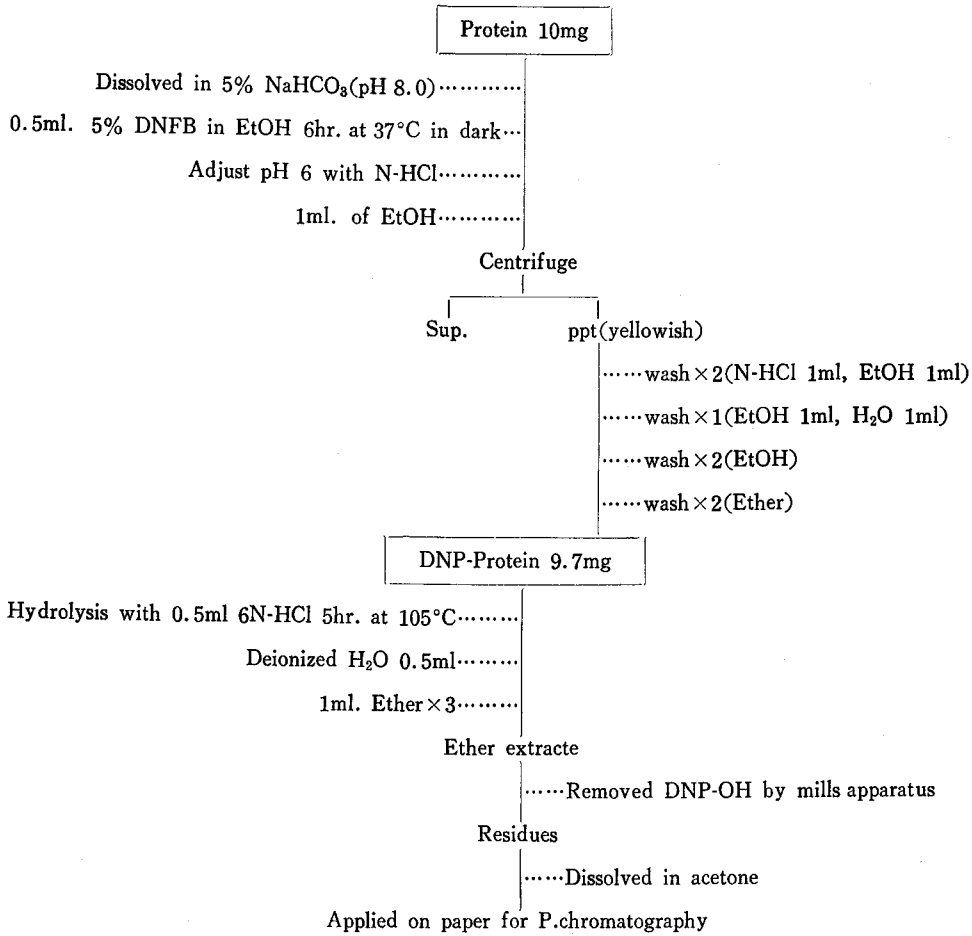 Protein 10mg
Dissolved in 5% NaHCO₃(pH 8.0)⋯⋯⋯⋯
0.5ml. 5% DNFB in EtOH 6hr. at 37°C in dark⋯
Adjust pH 6 with N-HCl⋯⋯⋯⋯
1ml. of EtOH⋯⋯⋯⋯
Centrifuge
Sup. ppt(yellowish)
⋯⋯wash×2(N-HCl 1ml, EtOH 1ml)
⋯⋯wash×1(EtOH 1ml, H₂O 1ml)
⋯⋯wash×2(EtOH)
⋯⋯wash×2(Ether)
DNP-Protein 9.7mg
Hydrolysis with 0.5ml 6N-HCl 5hr. at 105°C⋯⋯⋯
Deionized H₂O 0.5ml⋯⋯⋯
1ml. Ether×3⋯⋯⋯
Ether extracte
⋯⋯Removed DNP-OH by mills apparatus
Residues
⋯⋯Dissolved in acetone
Applied on paper for P.chromatography